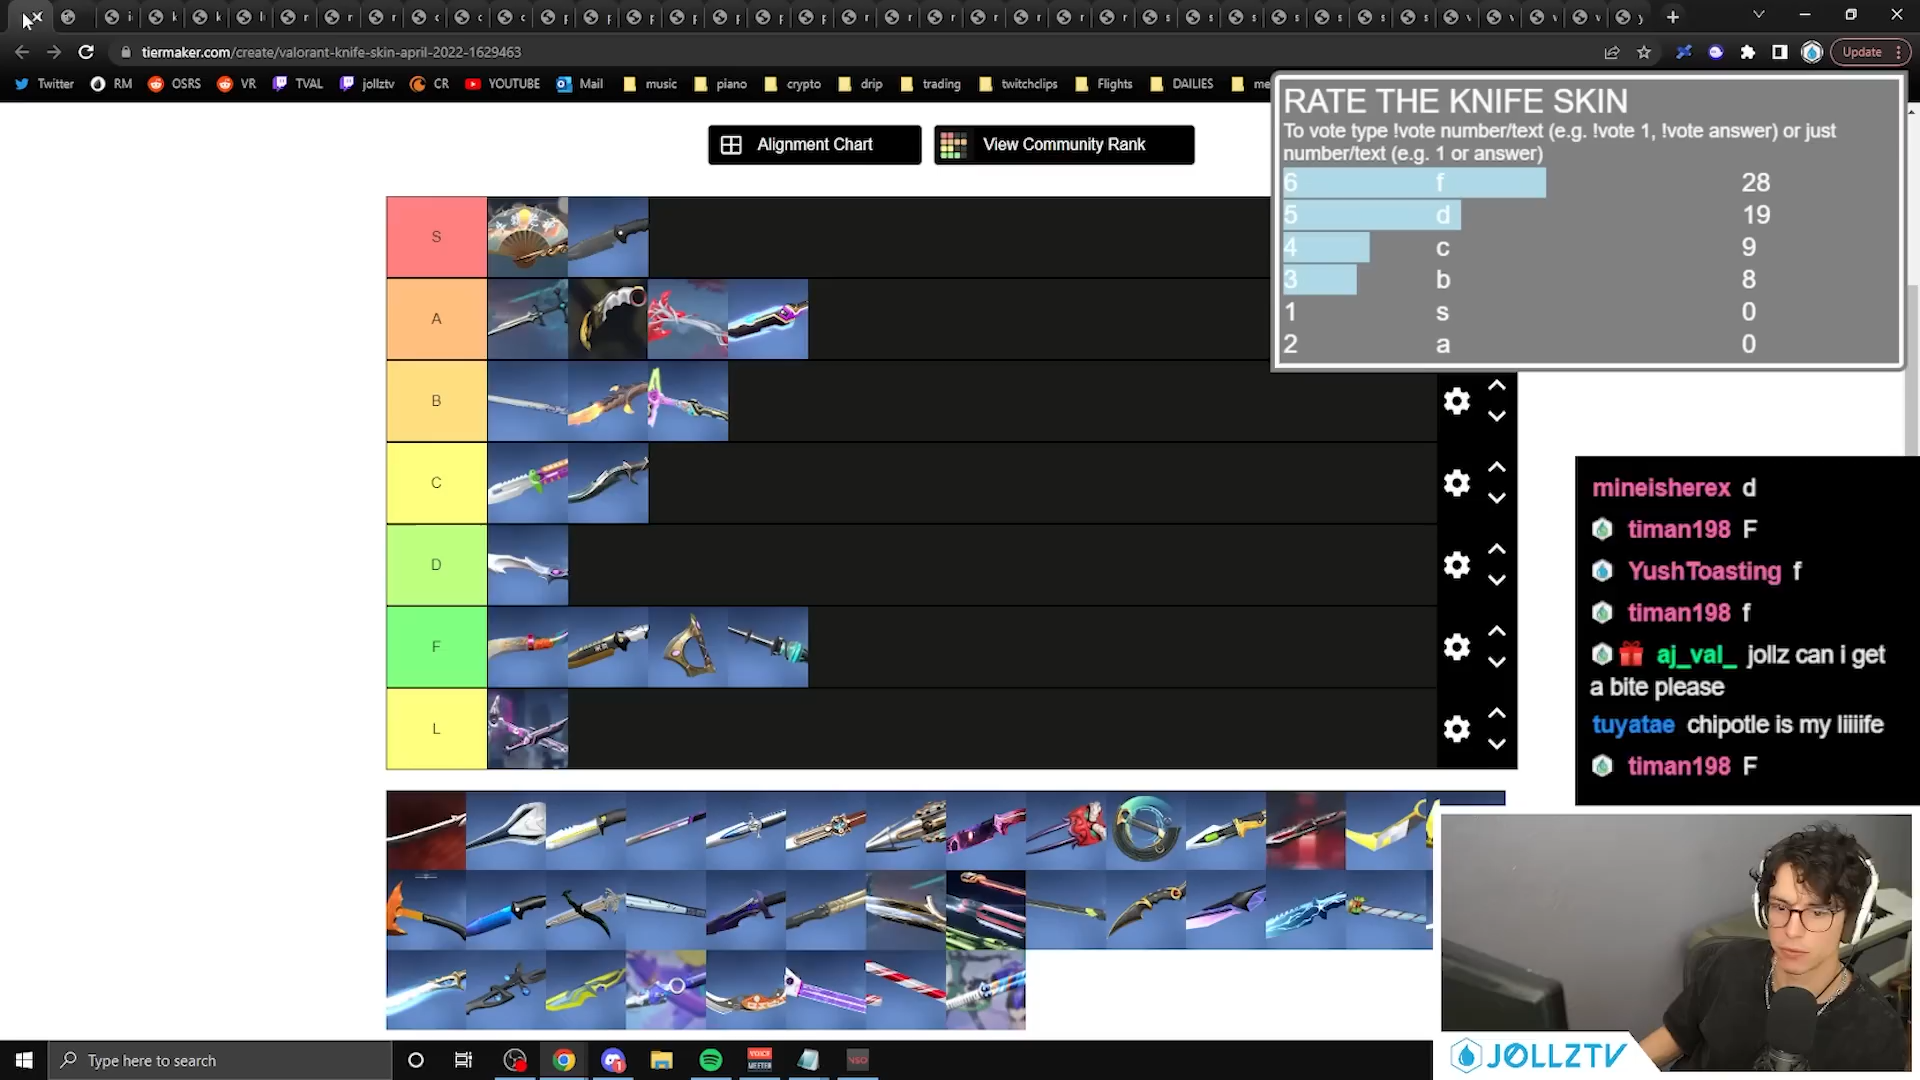 tiermaker.com/create/valorant-knife-skin-april-2022-1629463
Update
Twitter RM OSRS VR TVAL jollztv CR YOUTUBE Mail music piano crypto drip trading twitchclips Flights DAILIES me
Alignment Chart
View Community Rank
RATE THE KNIFE SKIN
To vote type !vote number/text (e.g. !vote 1, !vote answer) or just
number/text (e.g. 1 or answer)
6 f 28
5 d 19
4 c 9
3 b 8
1 s 0
2 a 0
S
A
B
C
D
F
L
mineisherex d
timan198 F
YushToasting f
timan198 f
aj_val_ jollz can i get
a bite please
tuyatae chipotle is my liiiife
timan198 F
JOLLZTV
Type here to search